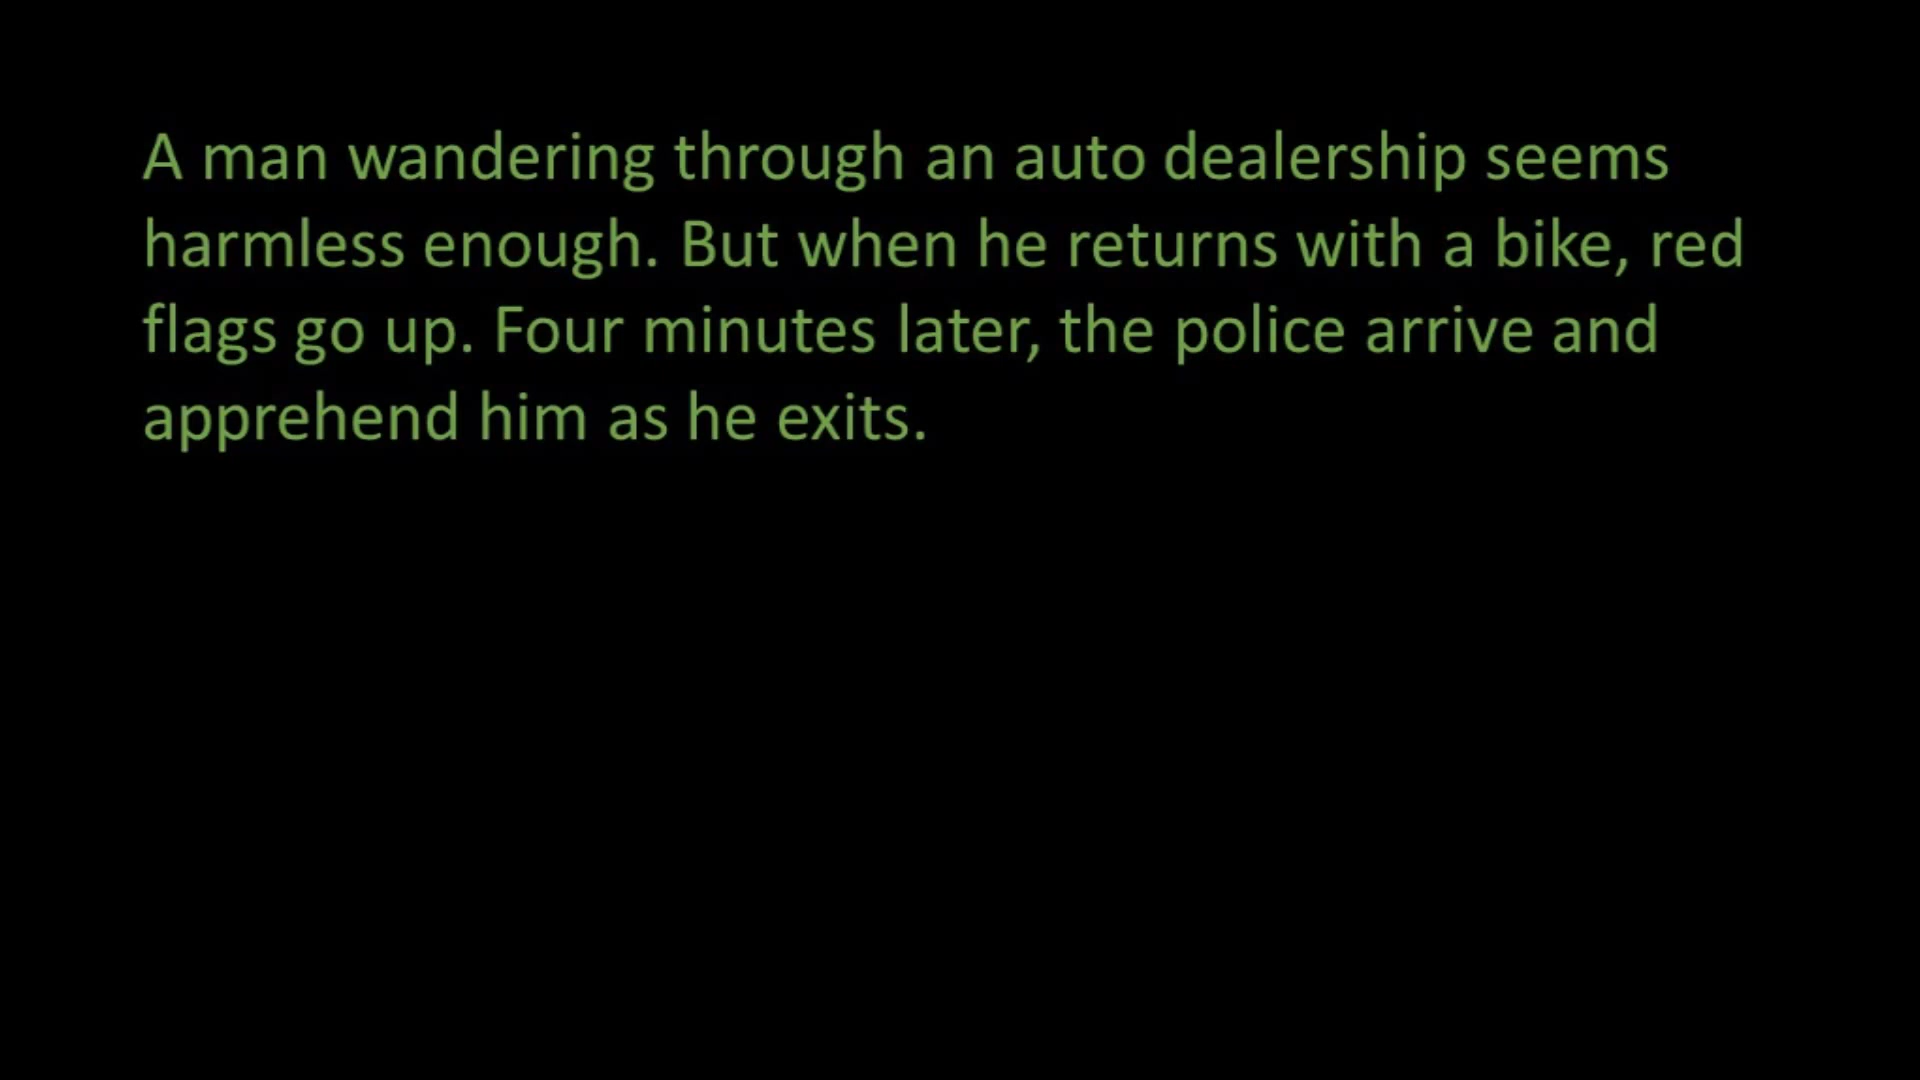 A man wandering through an auto dealership seems
harmless enough. But when he returns with a bike, red
flags go up. Four minutes later, the police arrive and
apprehend him as he exits.